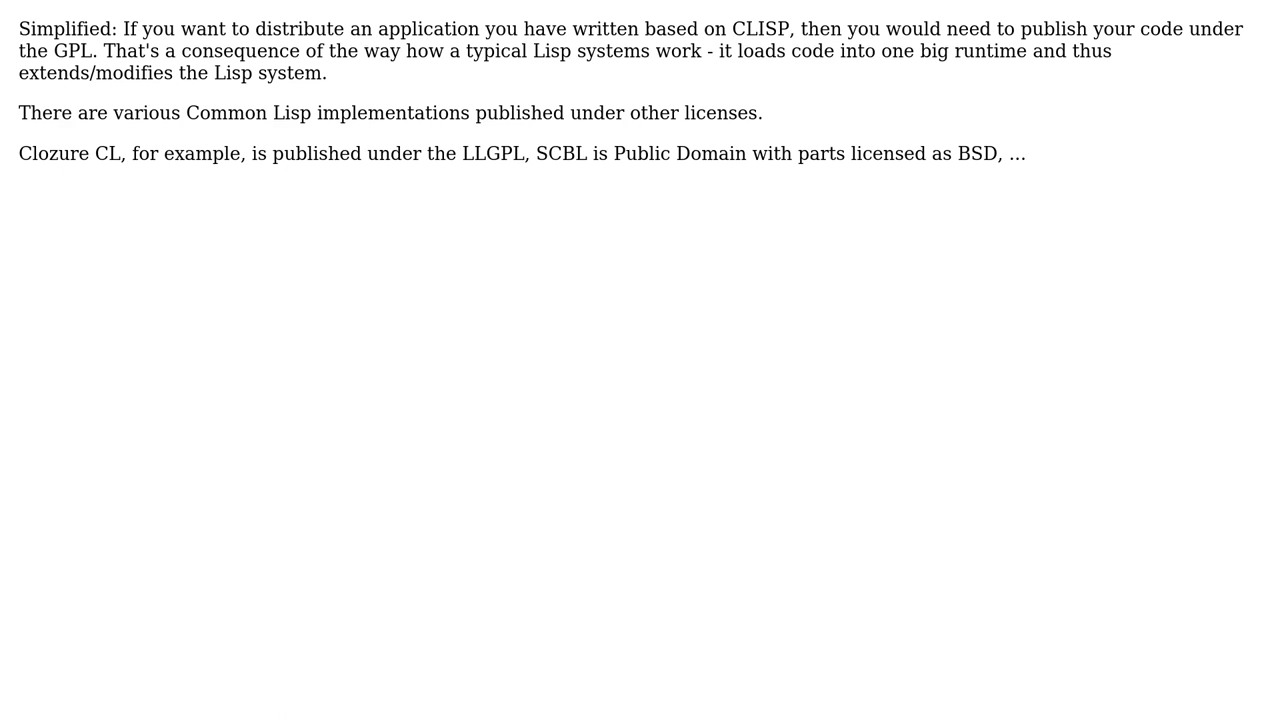 Simplified: If you want to distribute an application you have written based on CLISP, then you would need to publish your code under
the GPL. That's a consequence of the way how a typical Lisp systems work - it loads code into one big runtime and thus
extends/modifies the Lisp system.
There are various Common Lisp implementations published under other licenses.
Clozure CL, for example, is published under the LLGPL, SCBL is Public Domain with parts licensed as BSD, ...